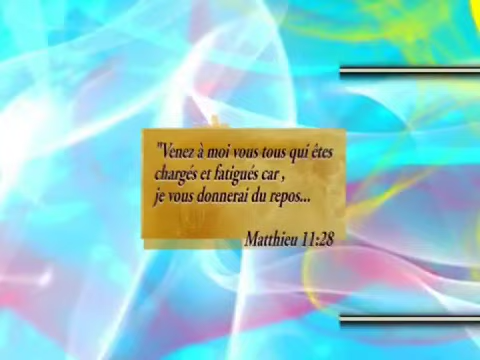 "Venez à moi vous tous qui êtes
chargés et fatigués car ,
je vous donnerai du repos...
Matthieu 11:28